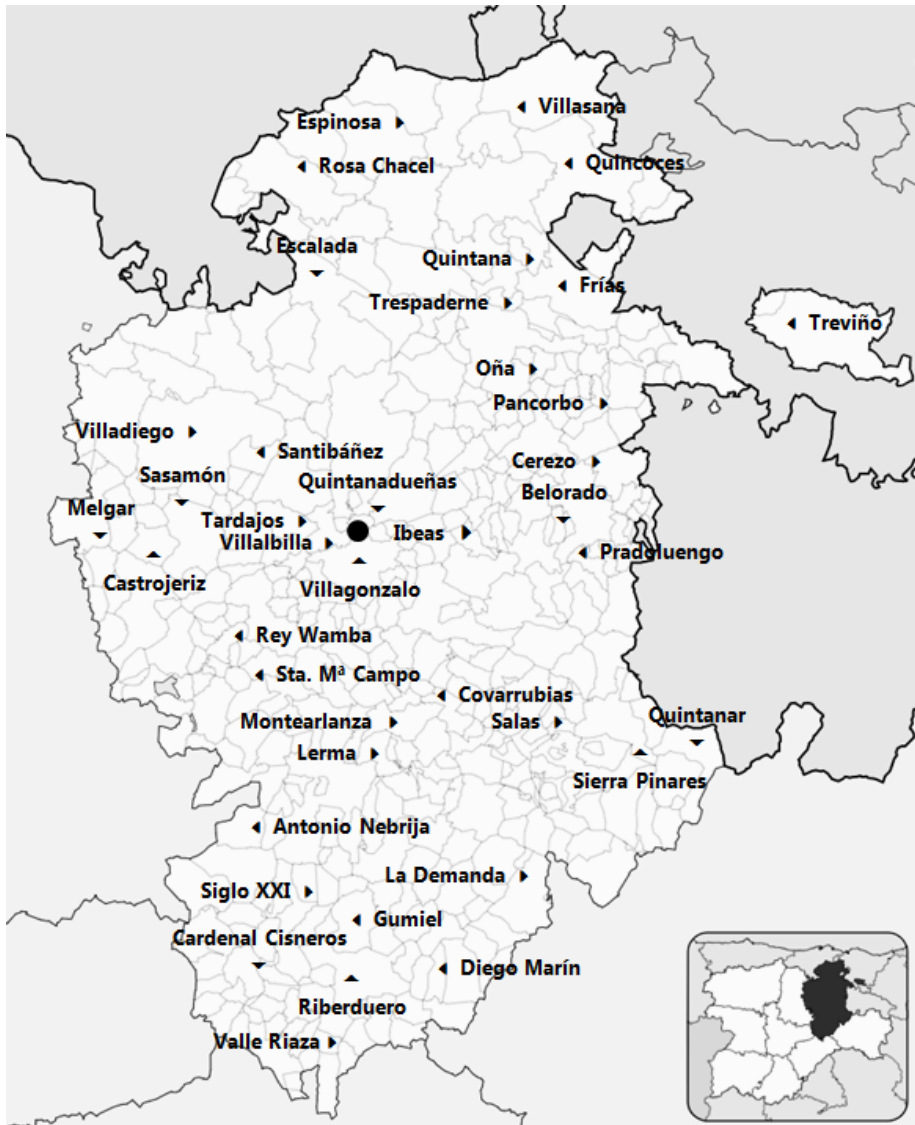 Villasana
Espinosa
Rosa Chacel
Quincoces
Escalada
Quintana
Frías
Trespaderne
Treviño
Oña
Pancorbo
Villadiego
Santibáñez
Cerezo
Sasamón
Quintanadueñas
Belorado
Melgar
Tardajos
Ibeas
Villalbilla
Pradoluengo
Castrojeriz
Villagonzalo
Rey Wamba
Sta. Mª Campo
Covarrubias
Montearlanza
Salas
Quintanar
Lerma
Sierra Pinares
Antonio Nebrija
La Demanda
Siglo XXI
Gumiel
Cardenal Cisneros
Diego Marín
Riberduero
Valle Riaza